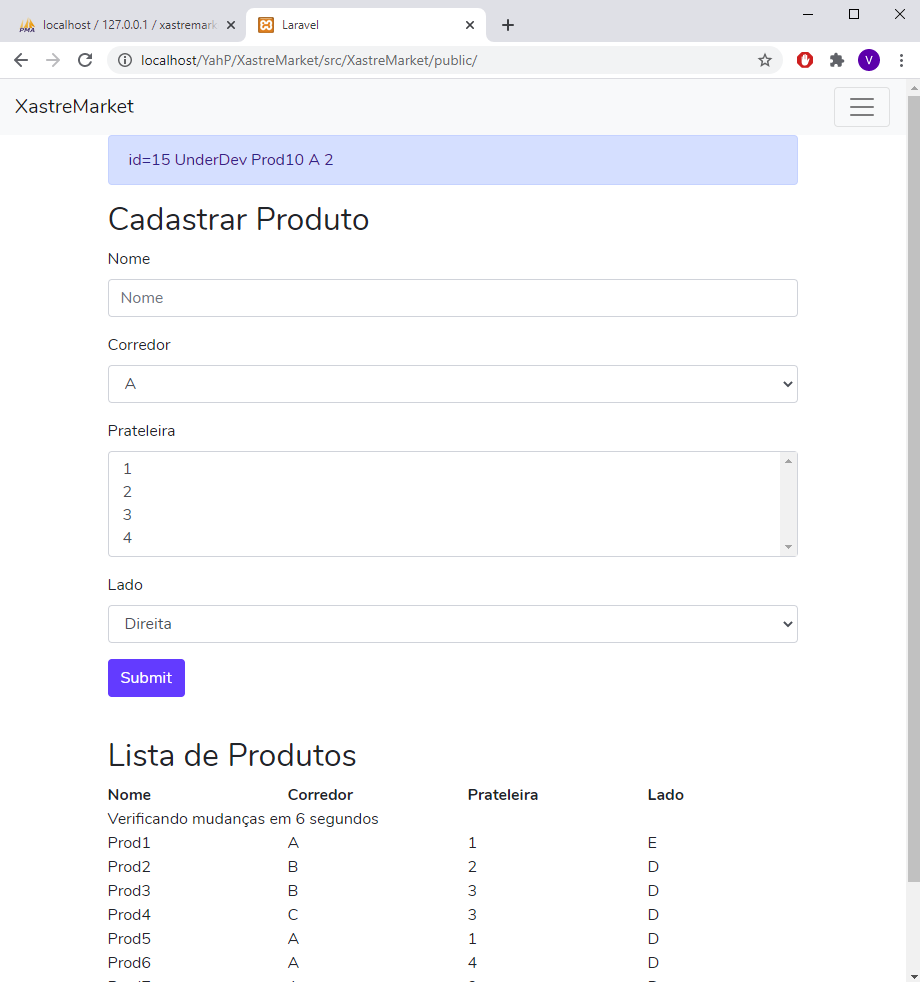 localhost / 127.0.0.1 / xastremark
Laravel
localhost/YahP/XastreMarket/src/XastreMarket/public/
V
XastreMarket
id=15 UnderDev Prod10 A 2
Cadastrar Produto
Nome
Nome
Corredor
A
Prateleira
1
2
3
4
Lado
Direita
Submit
Lista de Produtos
Nome Corredor Prateleira Lado
Verificando mudanças em 6 segundos
Prod1 A 1 E
Prod2 B 2 D
Prod3 B 3 D
Prod4 C 3 D
Prod5 A 1 D
Prod6 A 4 D